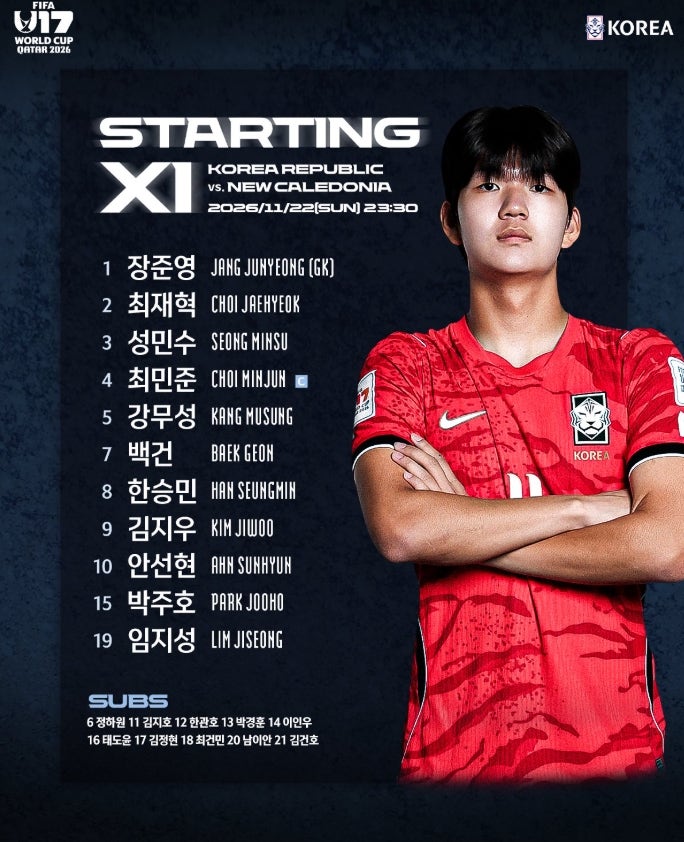 FIFA
U17
WORLD CUP
QATAR 2026
KOREA
STARTING
XI
KOREA REPUBLIC
vs. NEW CALEDONIA
2026/11/22(SUN) 23:30
1 장준영 JANG JUNYEONG (GK)
2 최재혁 CHOI JAEHYEOK
3 성민수 SEONG MINSU
4 최민준 CHOI MINJUN C
5 강무성 KANG MUSUNG
7 백건 BAEK GEON
8 한승민 HAN SEUNGMIN
9 김지우 KIM JIWOO
10 안선현 AHN SUNHYUN
15 박주호 PARK JOOHO
19 임지성 LIM JISEONG
KOREA
SUBS
6 정하원 11 김지호 12 한관호 13 박경훈 14 이인우
16 태도윤 17 김정현 18 최건민 20 남이안 21 김건호